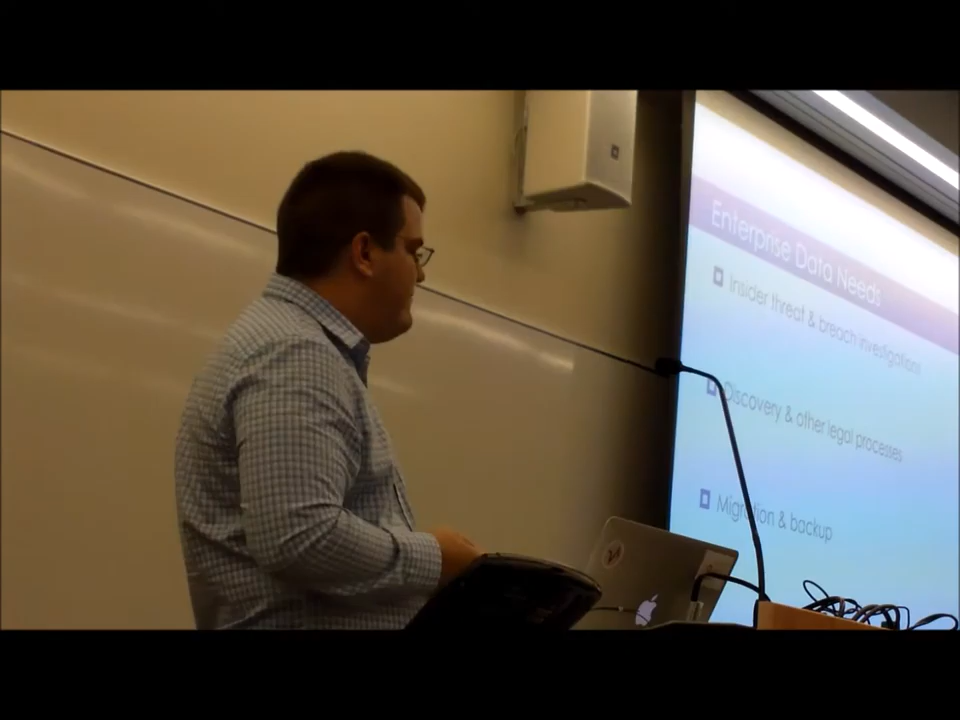 Enterprise Data Needs
Insider threat & breach investigations
Discovery & other legal processes
Migration & backup